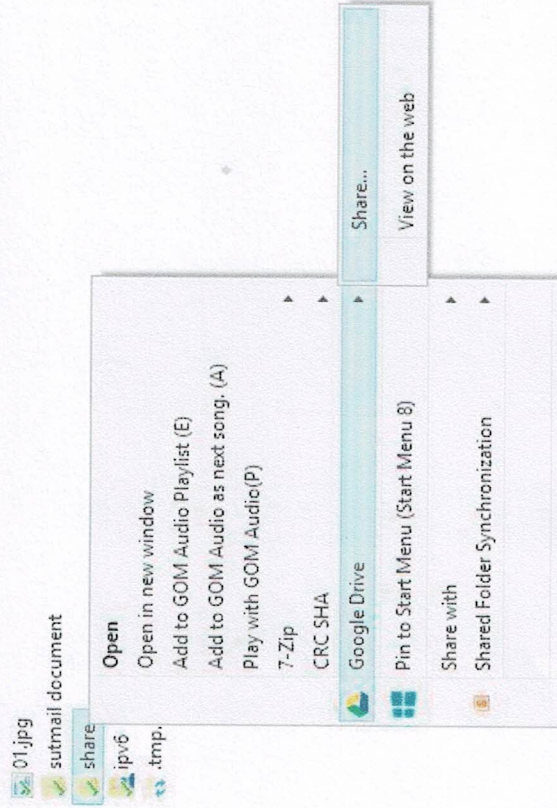 01.jpg
sutmail document
share
ipv6
.tmp.
Open
Open in new window
Add to GOM Audio Playlist (E)
Add to GOM Audio as next song. (A)
Play with GOM Audio(P)
7-Zip
CRC SHA
Google Drive
Share...
View on the web
Pin to Start Menu (Start Menu 8)
Share with
Shared Folder Synchronization